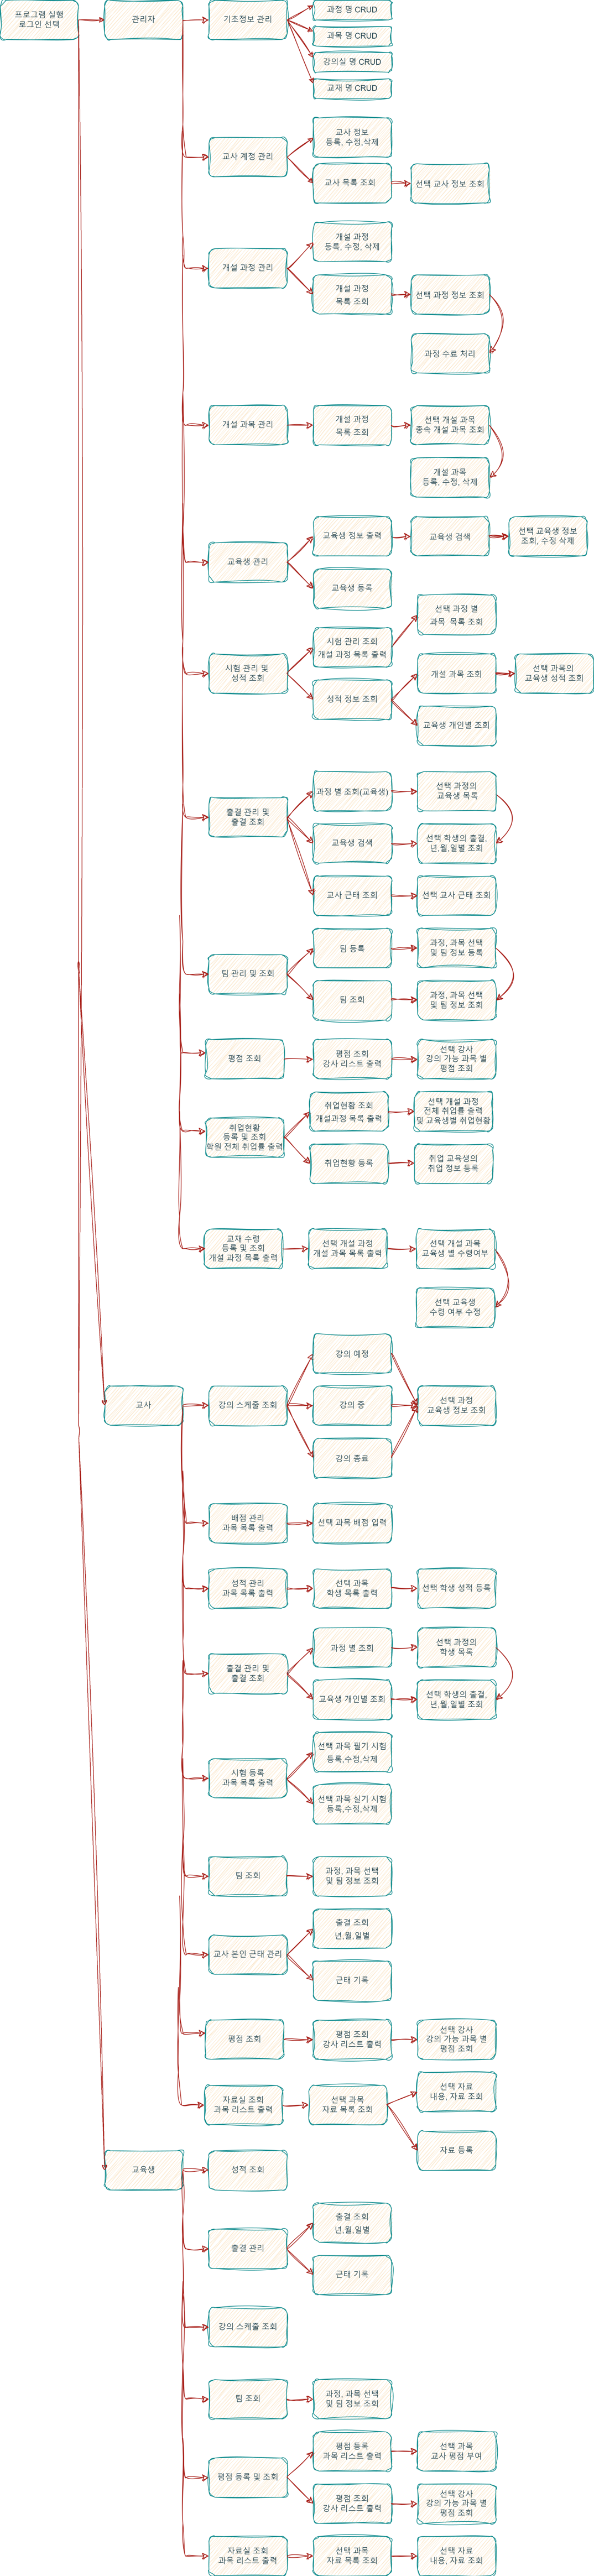 프로그램 실행
로그인 선택
관리자
기초정보 관리
과정 명 CRUD
과목 명 CRUD
강의실 명 CRUD
교재 명 CRUD
교사 계정 관리
교사 정보
등록, 수정,삭제
교사 목록 조회
선택 교사 정보 조회
개설 과정 관리
개설 과정
등록, 수정, 삭제
개설 과정
목록 조회
선택 과정 정보 조회
과정 수료 처리
개설 과목 관리
개설 과정
목록 조회
선택 개설 과목
종속 개설 과목 조회
개설 과목
등록, 수정, 삭제
교육생 관리
교육생 정보 출력
교육생 검색
선택 교육생 정보
조회, 수정 삭제
교육생 등록
시험 관리 및
성적 조회
시험 관리 조회
개설 과정 목록 출력
선택 과정 별
과목 목록 조회
성적 정보 조회
개설 과목 조회
선택 과목의
교육생 성적 조회
교육생 개인별 조회
출결 관리 및
출결 조회
과정 별 조회(교육생)
선택 과정의
교육생 목록
교육생 검색
선택 학생의 출결,
년,월,일별 조회
교사 근태 조회
선택 교사 근태 조회
팀 관리 및 조회
팀 등록
과정, 과목 선택
및 팀 정보 등록
팀 조회
과정, 과목 선택
및 팀 정보 조회
평점 조회
평점 조회
강사 리스트 출력
선택 강사
강의 가능 과목 별
평점 조회
취업현황
등록 및 조회
학원 전체 취업률 출력
취업현황 조회
개설과정 목록 출력
선택 개설 과정
전체 취업률 출력
및 교육생별 취업현황
취업현황 등록
취업 교육생의
취업 정보 등록
교재 수령
등록 및 조회
개설 과정 목록 출력
선택 개설 과정
개설 과목 목록 출력
선택 개설 과목
교육생 별 수령여부
선택 교육생
수령 여부 수정
교사
강의 스케줄 조회
강의 예정
강의 중
강의 종료
선택 과정
교육생 정보 조회
배점 관리
과목 목록 출력
선택 과목 배점 입력
성적 관리
과목 목록 출력
선택 과목
학생 목록 출력
선택 학생 성적 등록
출결 관리 및
출결 조회
과정 별 조회
선택 과정의
학생 목록
교육생 개인별 조회
선택 학생의 출결,
년,월,일별 조회
시험 등록
과목 목록 출력
선택 과목 필기 시험
등록,수정,삭제
선택 과목 실기 시험
등록,수정,삭제
팀 조회
과정, 과목 선택
및 팀 정보 조회
교사 본인 근태 관리
출결 조회
년,월,일별
근태 기록
평점 조회
평점 조회
강사 리스트 출력
선택 강사
강의 가능 과목 별
평점 조회
자료실 조회
과목 리스트 출력
선택 과목
자료 목록 조회
선택 자료
내용, 자료 조회
자료 등록
교육생
성적 조회
출결 관리
출결 조회
년,월,일별
근태 기록
강의 스케줄 조회
팀 조회
과정, 과목 선택
및 팀 정보 조회
평점 등록 및 조회
평점 등록
과목 리스트 출력
선택 과목
교사 평점 부여
평점 조회
강사 리스트 출력
선택 강사
강의 가능 과목 별
평점 조회
자료실 조회
과목 리스트 출력
선택 과목
자료 목록 조회
선택 자료
내용, 자료 조회